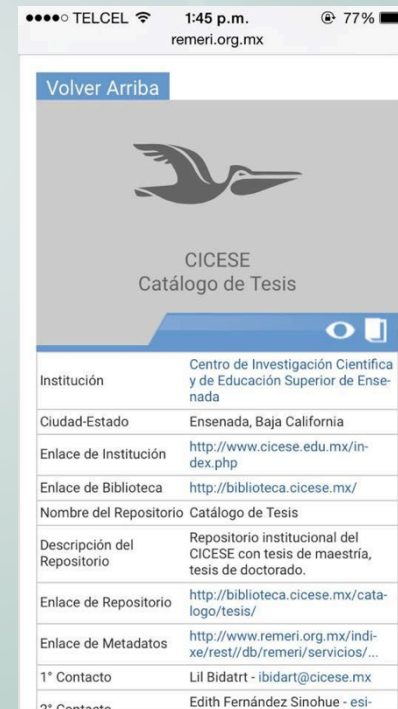 TELCEL 1:45 p.m. 77%
remeri.org.mx
Volver Arriba
CICESE
Catálogo de Tesis
Institución
Centro de Investigación Científica
y de Educación Superior de Ense-
nada
Ciudad-Estado Ensenada, Baja California
Enlace de Institución
http://www.cicese.edu.mx/in-
dex.php
Enlace de Biblioteca http://biblioteca.cicese.mx/
Nombre del Repositorio Catálogo de Tesis
Descripción del
Repositorio
Repositorio institucional del
CICESE con tesis de maestría,
tesis de doctorado.
Enlace de Repositorio
http://biblioteca.cicese.mx/cata-
logo/tesis/
Enlace de Metadatos
http://www.remeri.org.mx/indi-
xe/rest//db/remeri/servicios/...
1° Contacto Lil Bidatrt - ibidart@cicese.mx
2° Contacto
Edith Fernández Sinohue - esi-